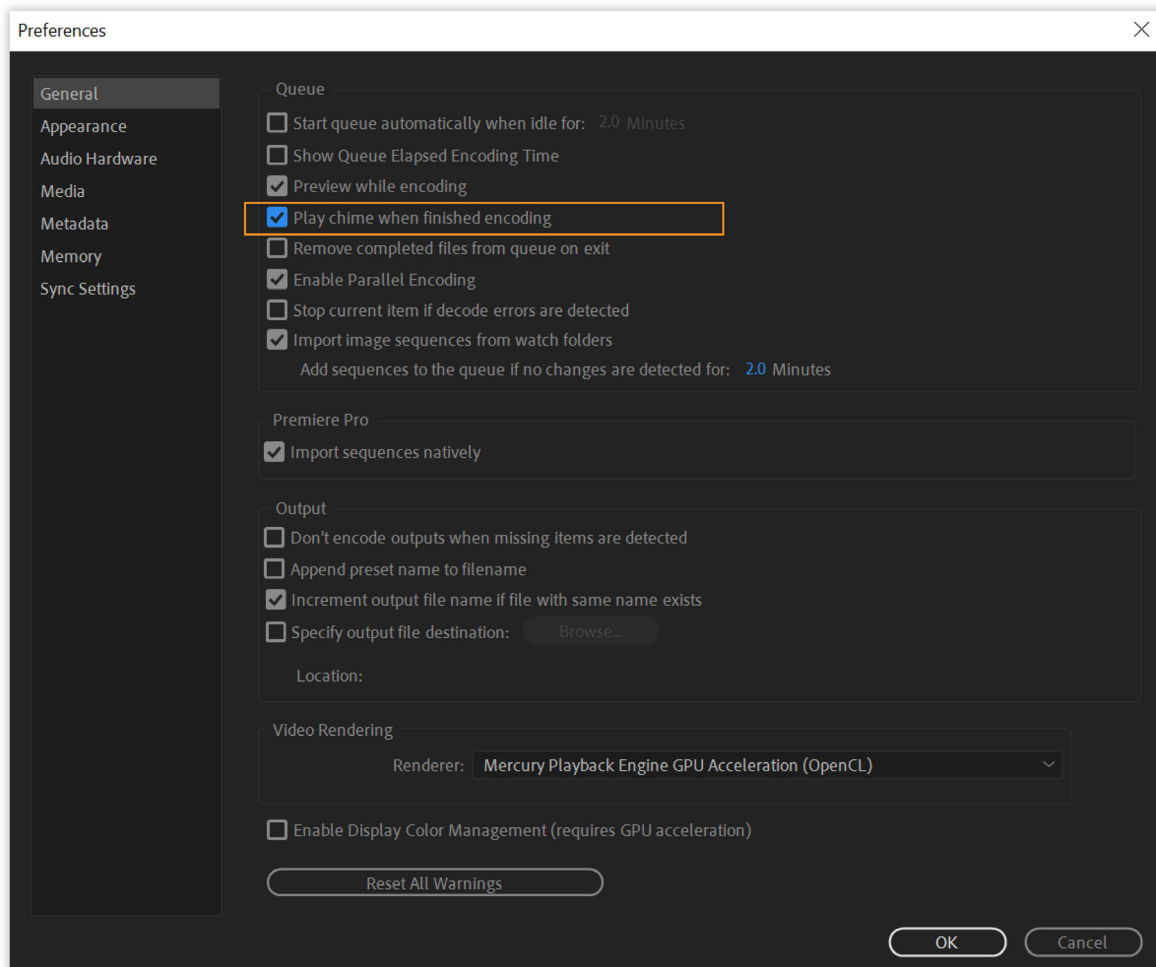 Preferences
General
Appearance
Audio Hardware
Media
Metadata
Memory
Sync Settings
Queue
Start queue automatically when idle for: 2.0 Minutes
Show Queue Elapsed Encoding Time
Preview while encoding
Play chime when finished encoding
Remove completed files from queue on exit
Enable Parallel Encoding
Stop current item if decode errors are detected
Import image sequences from watch folders
Add sequences to the queue if no changes are detected for: 2.0 Minutes
Premiere Pro
Import sequences natively
Output
Don't encode outputs when missing items are detected
Append preset name to filename
Increment output file name if file with same name exists
Specify output file destination: Browse...
Location:
Video Rendering
Renderer: Mercury Playback Engine GPU Acceleration (OpenCL)
Enable Display Color Management (requires GPU acceleration)
Reset All Warnings
OK Cancel